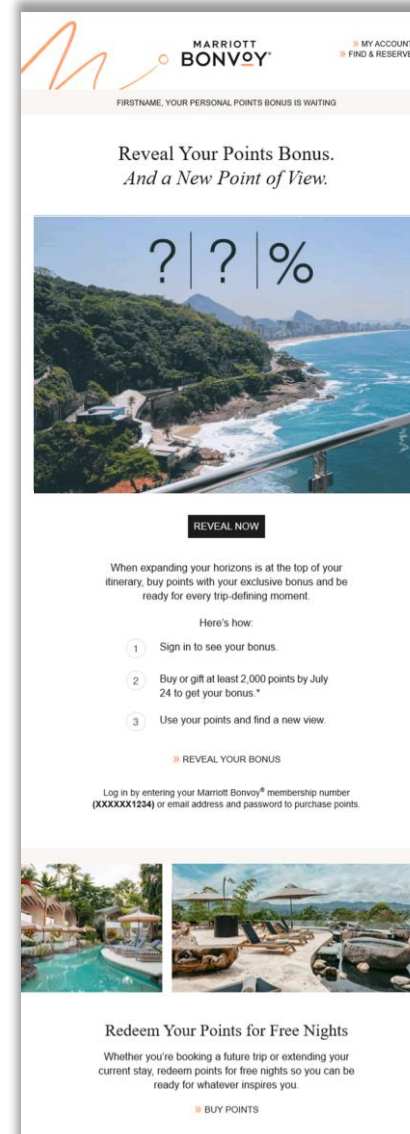 MARRIOTT
BONVOY®
» MY ACCOUNT
» FIND & RESERVE
FIRSTNAME, YOUR PERSONAL POINTS BONUS IS WAITING
Reveal Your Points Bonus.
And a New Point of View.
? | ? | %
REVEAL NOW
When expanding your horizons is at the top of your
itinerary, buy points with your exclusive bonus and be
ready for every trip-defining moment.
Here's how:
1 Sign in to see your bonus.
2 Buy or gift at least 2,000 points by July
24 to get your bonus.*
3 Use your points and find a new view.
» REVEAL YOUR BONUS
Log in by entering your Marriott Bonvoy® membership number
(XXXXXX1234) or email address and password to purchase points.
Redeem Your Points for Free Nights
Whether you're booking a future trip or extending your
current stay, redeem points for free nights so you can be
ready for whatever inspires you.
» BUY POINTS